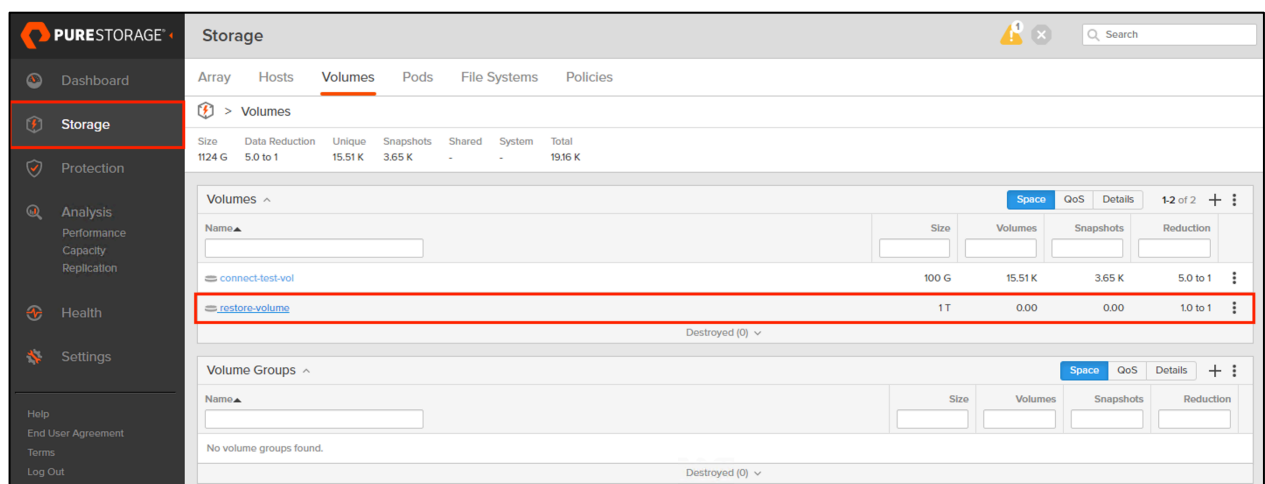 PURESTORAGE®
Storage
1
Search
Dashboard
Storage
Protection
Analysis
Performance
Capacity
Replication
Health
Settings
Help
End User Agreement
Terms
Log Out
Array Hosts Volumes Pods File Systems Policies
> Volumes
Size Data Reduction Unique Snapshots Shared System Total
1124 G 5.0 to 1 15.51 K 3.65 K - - 19.16 K
Volumes Space QoS Details 1-2 of 2
Name Size Volumes Snapshots Reduction
connect-test-vol 100 G 15.51 K 3.65 K 5.0 to 1
restore-volume 1 T 0.00 0.00 1.0 to 1
Destroyed (0)
Volume Groups Space QoS Details
Name Size Volumes Snapshots Reduction
No volume groups found.
Destroyed (0)